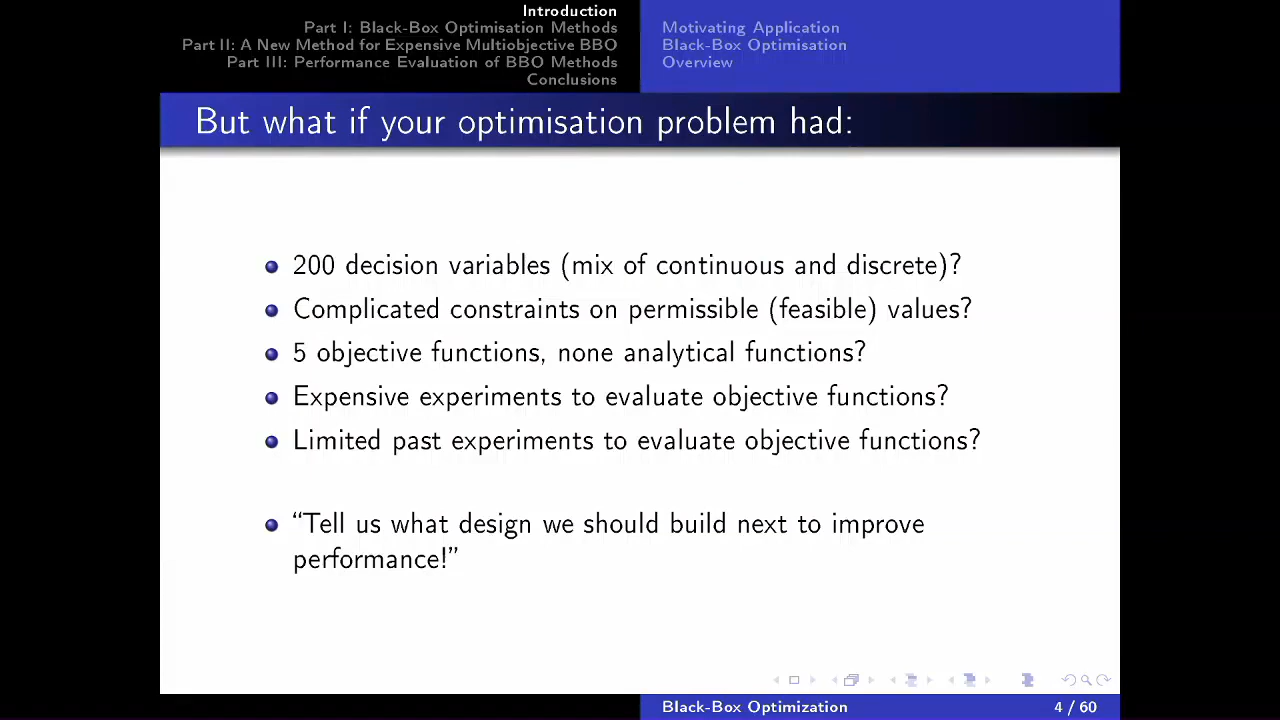 Introduction
Part I: Black-Box Optimisation Methods
Part II: A New Method for Expensive Multiobjective BBO
Part III: Performance Evaluation of BBO Methods
Conclusions
Motivating Application
Black-Box Optimisation
Overview
But what if your optimisation problem had:
200 decision variables (mix of continuous and discrete)?
Complicated constraints on permissible (feasible) values?
5 objective functions, none analytical functions?
Expensive experiments to evaluate objective functions?
Limited past experiments to evaluate objective functions?
“Tell us what design we should build next to improve
performance!”
Black-Box Optimization
4 / 60